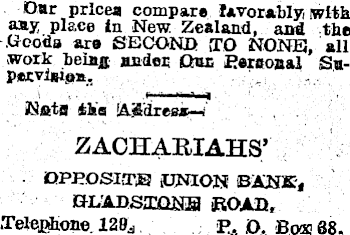 Our prices compare favorably with
any place in New Zealand, and the
Goods are SECOND TO NONE, all
work being under Our Personal Su-
pervision.
Note the Address—
ZACHARIAHS'
OPPOSITE UNION BANK,
GLADSTONE ROAD.
Telephone 129. P. O. Box 68.